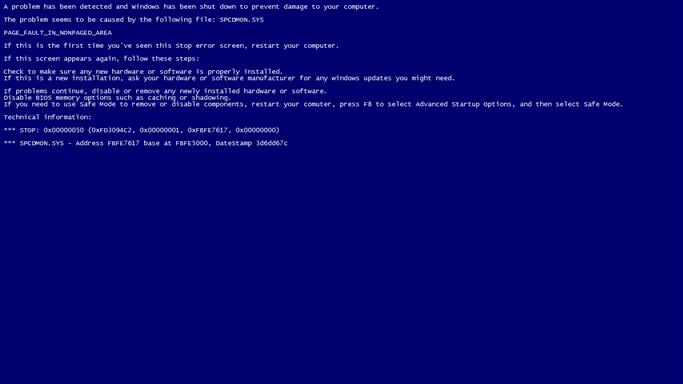 A problem has been detected and Windows has been shut down to prevent damage to your computer.
The problem seems to be caused by the following file: SPCDMON.SYS
PAGE_FAULT_IN_NONPAGED_AREA
If this is the first time you've seen this Stop error screen, restart your computer.
If this screen appears again, follow these steps:
Check to make sure any new hardware or software is properly installed.
If this is a new installation, ask your hardware or software manufacturer for any windows updates you might need.
If problems continue, disable or remove any newly installed hardware or software.
Disable BIOS memory options such as caching or shadowing.
If you need to use Safe Mode to remove or disable components, restart your comuter, press F8 to select Advanced Startup Options, and then select Safe Mode.
Technical information:
*** STOP: 0x00000050 (0xFD3094C2, 0x00000001, 0xFBFE7617, 0x00000000)
*** SPCDMON.SYS - Address FBFE7617 base at FBFE5000, DateStamp 3d6dd67c